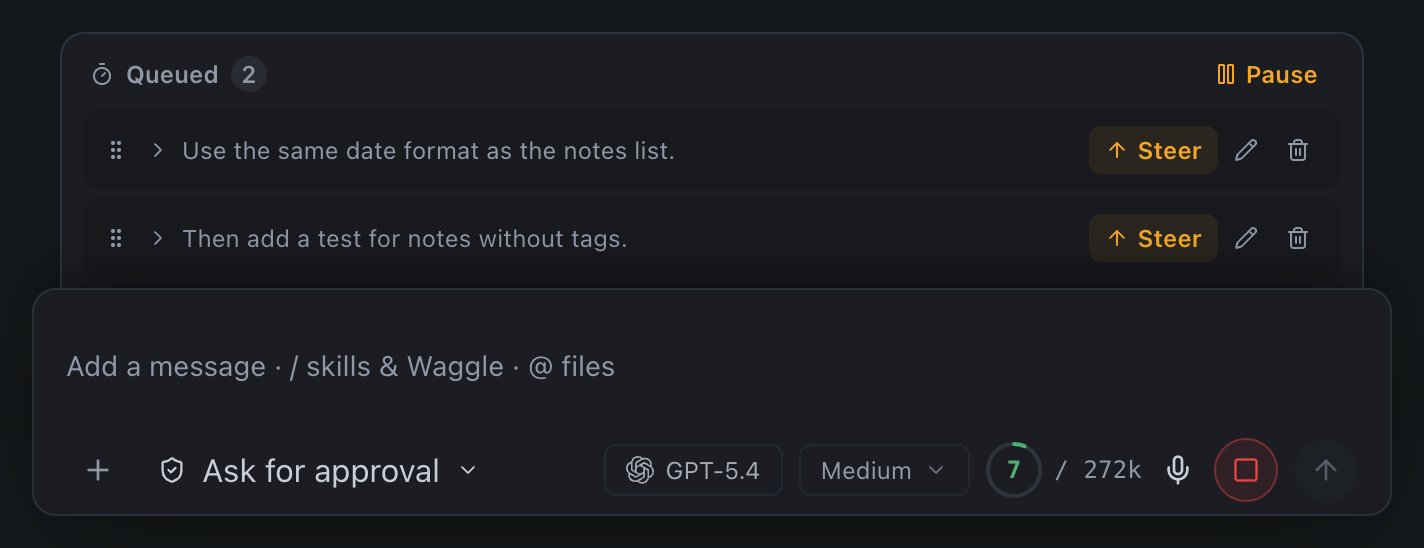 Queued 2 Pause
Use the same date format as the notes list. Steer
Then add a test for notes without tags. Steer
Add a message · / skills & Waggle · @ files
Ask for approval GPT-5.4 Medium 7 / 272k